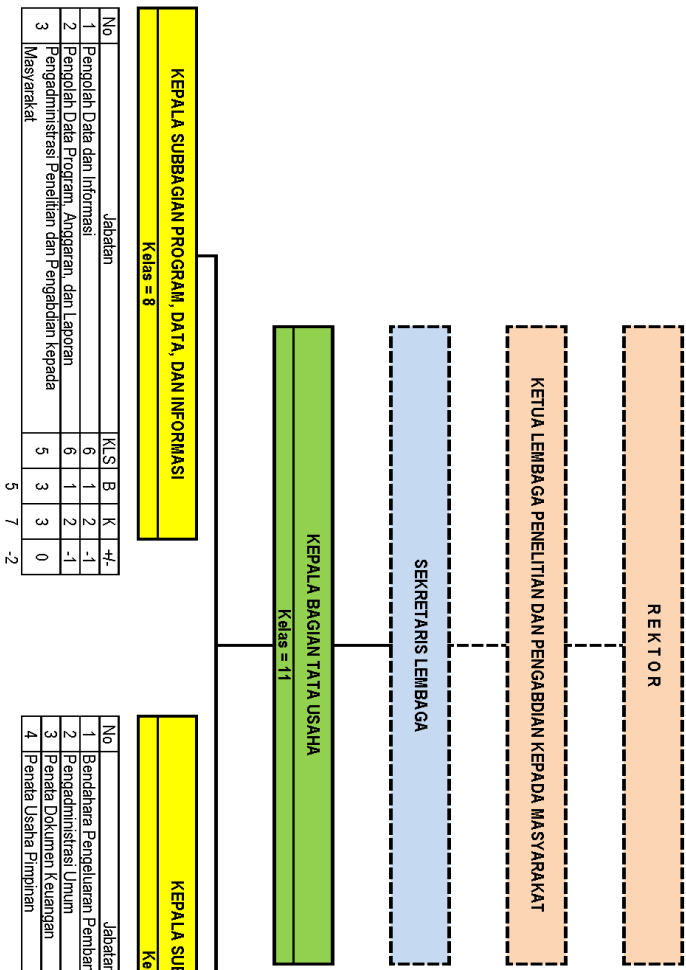 REKTOR
KETUA LEMBAGA PENELITIAN DAN PENGABDIAN KEPADA MASYARAKAT
SEKRETARIS LEMBAGA
KEPALA BAGIAN TATA USAHA
Kelas = 11
KEPALA SUBBAGIAN PROGRAM, DATA, DAN INFORMASI
Kelas = 8
No Jabatan KLS B K +/-
1 Pengolah Data dan Informasi 6 1 2 -1
2 Pengolah Data Program, Anggaran, dan Laporan 6 1 2 -1
3 Pengadministrasi Penelitian dan Pengabdian kepada
Masyarakat 5 3 3 0
5 7 -2
KEPALA SUB
Ke
No Jabatan
1 Bendahara Pengeluaran Pemban
2 Pengadministrasi Umum
3 Penata Dokumen Keuangan
4 Penata Usaha Pimpinan